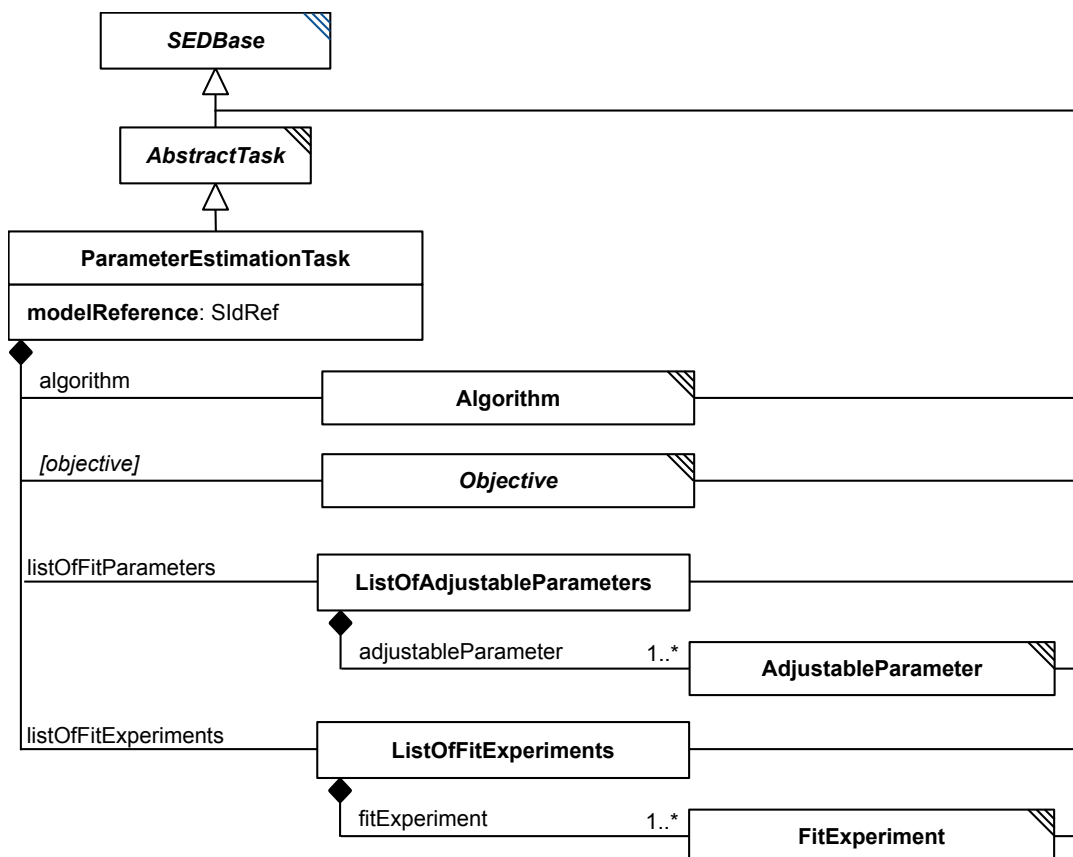 SEDBase
AbstractTask
ParameterEstimationTask
modelReference: SIdRef
algorithm
Algorithm
[objective]
Objective
listOfFitParameters
ListOfAdjustableParameters
adjustableParameter 1..*
AdjustableParameter
listOfFitExperiments
ListOfFitExperiments
fitExperiment 1..*
FitExperiment